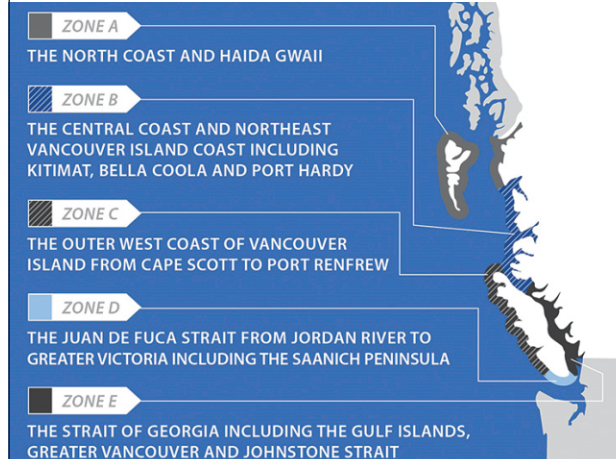 ZONE A
THE NORTH COAST AND HAIDA GWAII
ZONE B
THE CENTRAL COAST AND NORTHEAST
VANCOUVER ISLAND COAST INCLUDING
KITIMAT, BELLA COOLA AND PORT HARDY
ZONE C
THE OUTER WEST COAST OF VANCOUVER
ISLAND FROM CAPE SCOTT TO PORT RENFREW
ZONE D
THE JUAN DE FUCA STRAIT FROM JORDAN RIVER TO
GREATER VICTORIA INCLUDING THE SAANICH PENINSULA
ZONE E
THE STRAIT OF GEORGIA INCLUDING THE GULF ISLANDS,
GREATER VANCOUVER AND JOHNSTONE STRAIT